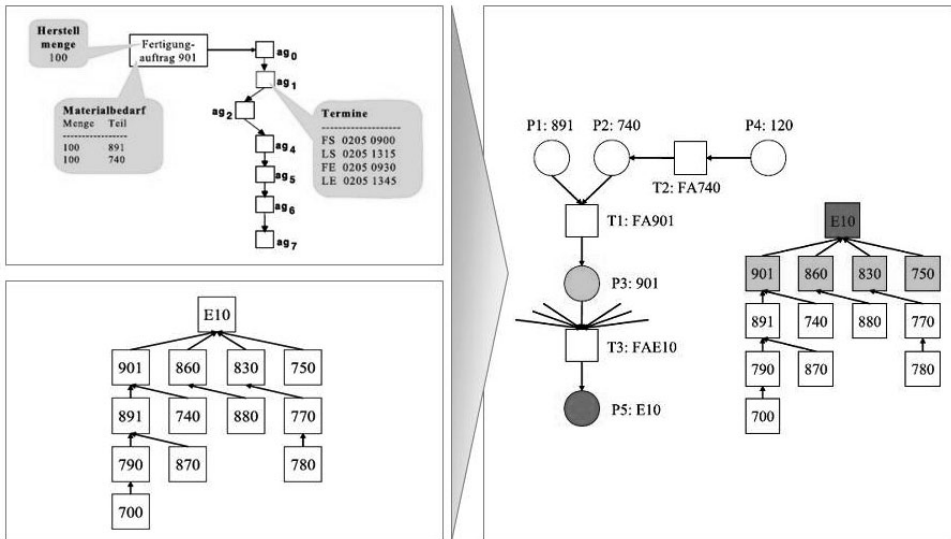 Herstell
menge
100
Fertigung-
auftrag 901
ag0
ag1
ag2
ag4
ag5
ag6
ag7
Materialbedarf
Menge Teil
-----------------
100 891
100 740
Termine
-----------------
FS 0205 0900
LS 0205 1315
FE 0205 0930
LE 0205 1345
E10
901 860 830 750
891 740 880 770
790 870 780
700
P1: 891 P2: 740 P4: 120
T2: FA740
T1: FA901
P3: 901
T3: FAE10
P5: E10
E10
901 860 830 750
891 740 880 770
790 870 780
700